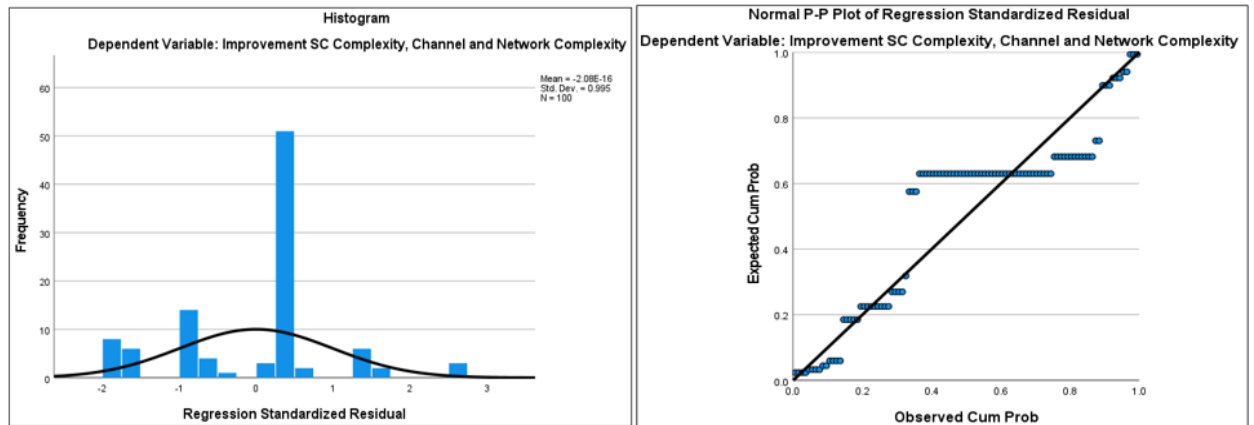 Histogram
Dependent Variable: Improvement SC Complexity, Channel and Network Complexity
Mean = -2.08E-16
Std. Dev. = 0.995
N = 100
60
50
40
30
20
10
0
Frequency
-2
-1
0
1
2
3
Regression Standardized Residual
Normal P-P Plot of Regression Standardized Residual
Dependent Variable: Improvement SC Complexity, Channel and Network Complexity
1.0
0.8
0.6
0.4
0.2
0.0
Expected Cum Prob
0.0
0.2
0.4
0.6
0.8
1.0
Observed Cum Prob